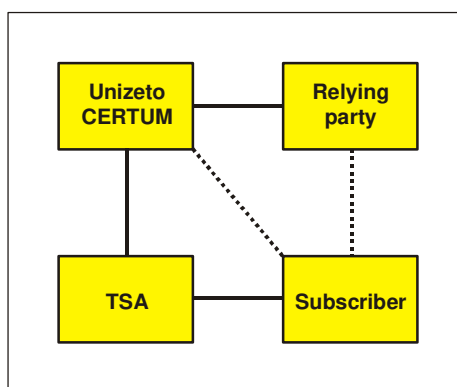 Unizeto
CERTUM
Relying
party
TSA
Subscriber